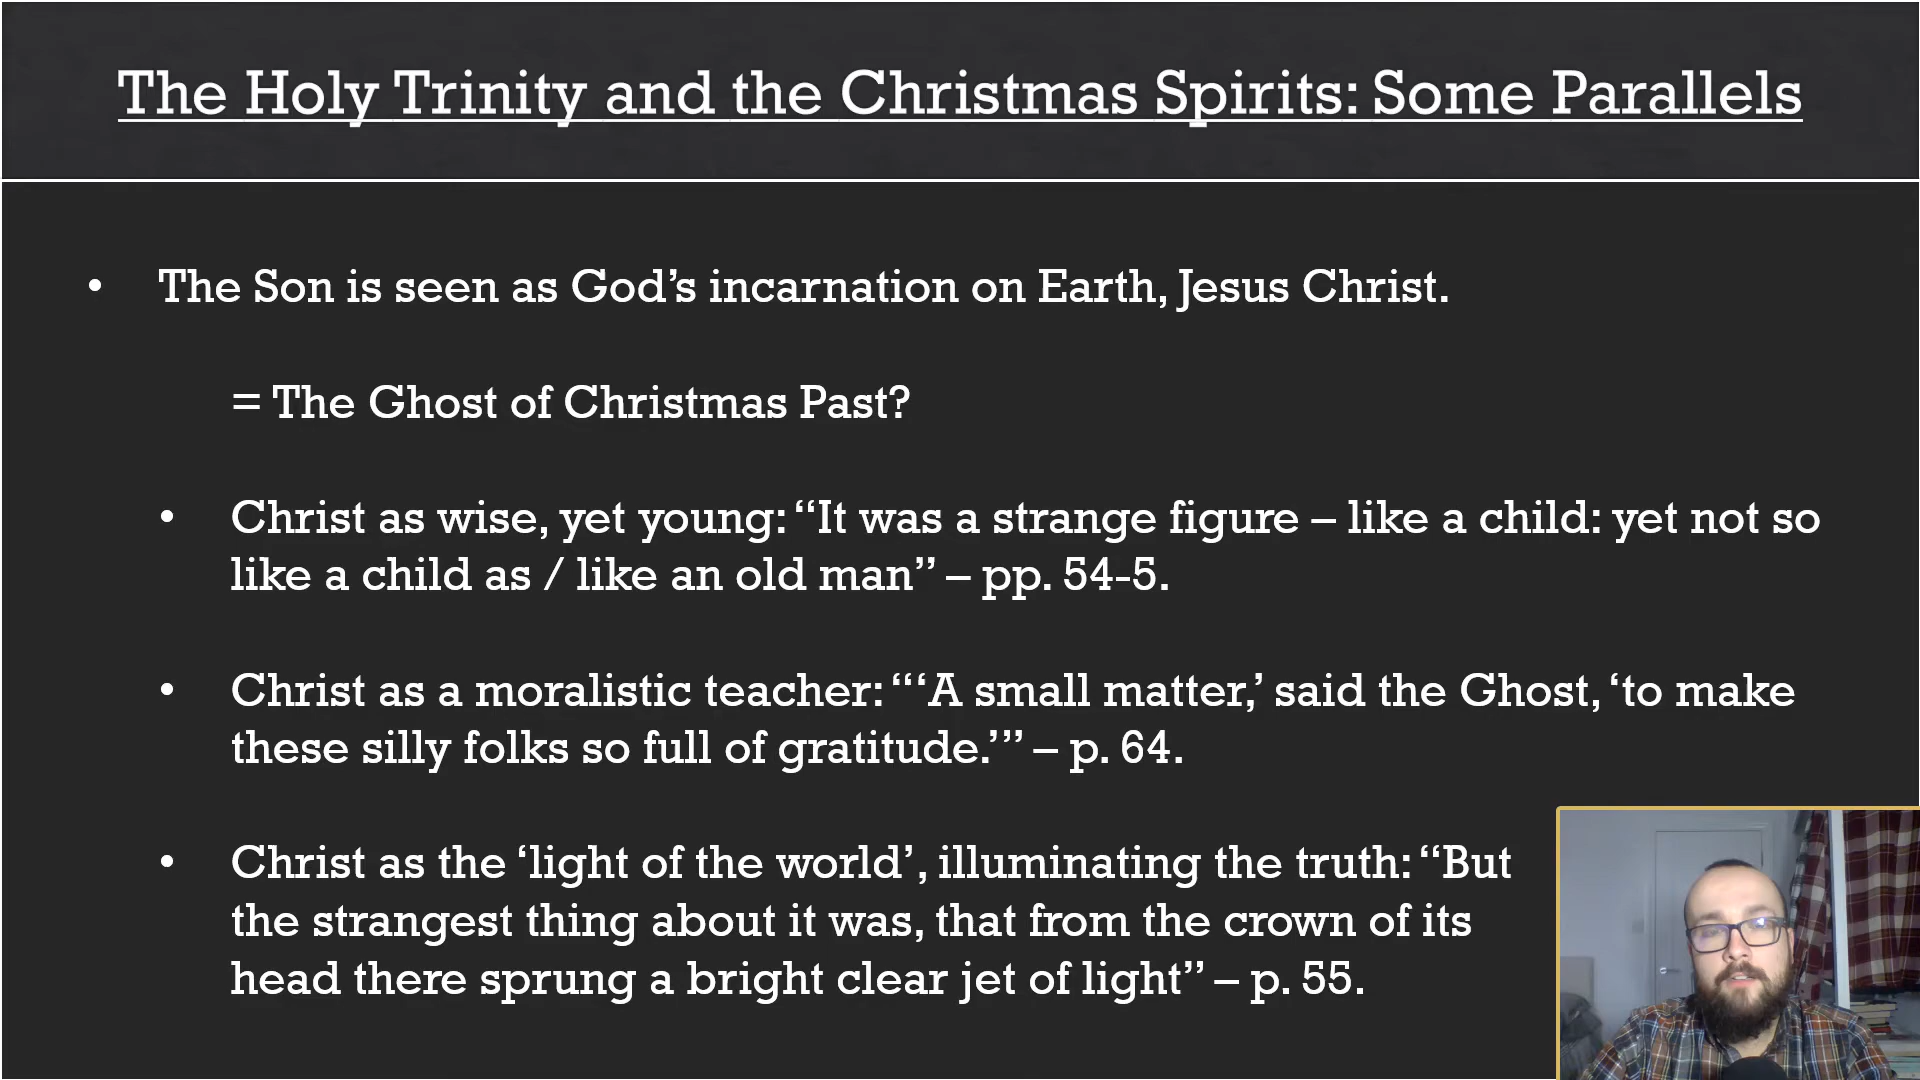 The Holy Trinity and the Christmas Spirits: Some Parallels
• The Son is seen as God’s incarnation on Earth, Jesus Christ.
= The Ghost of Christmas Past?
• Christ as wise, yet young: “It was a strange figure – like a child: yet not so
like a child as / like an old man” – pp. 54-5.
• Christ as a moralistic teacher: “‘A small matter,’ said the Ghost, ‘to make
these silly folks so full of gratitude.’” – p. 64.
• Christ as the ‘light of the world’, illuminating the truth: “But
the strangest thing about it was, that from the crown of its
head there sprung a bright clear jet of light” – p. 55.